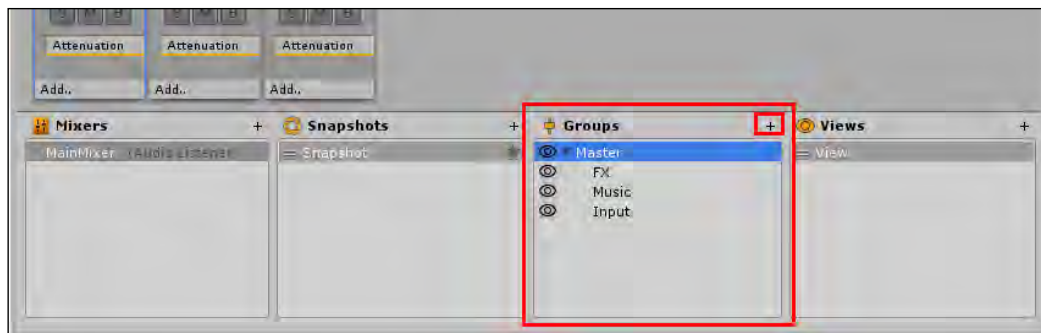 S M B S M B S M B
Attenuation Attenuation Attenuation
Add.. Add.. Add..
Mixers + Snapshots + Groups + Views +
MainMixer (Audio Listener) Snapshot Master View
FX
Music
Input